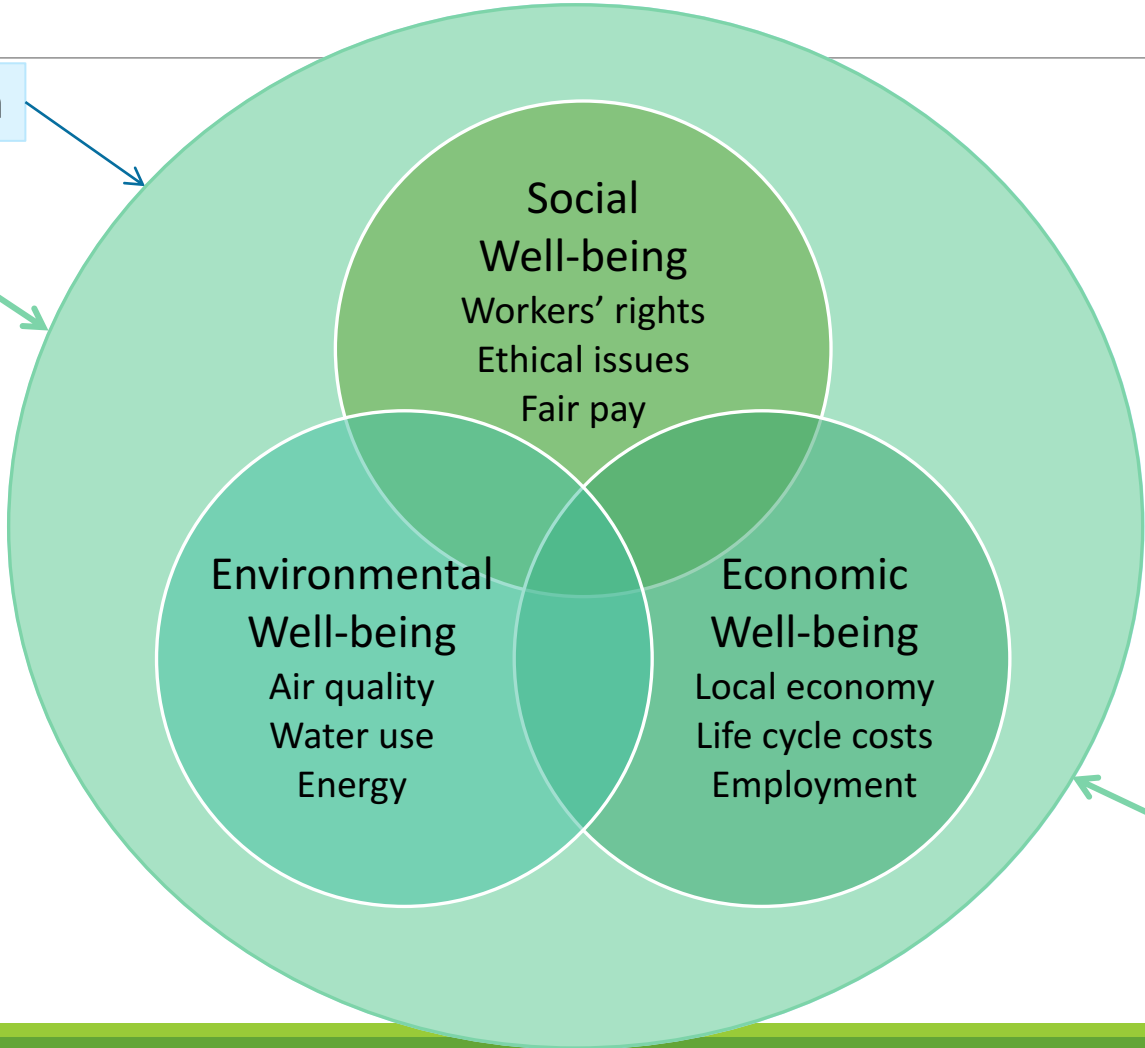 Social
Well-being
Workers’ rights
Ethical issues
Fair pay
Environmental
Well-being
Air quality
Water use
Energy
Economic
Well-being
Local economy
Life cycle costs
Employment